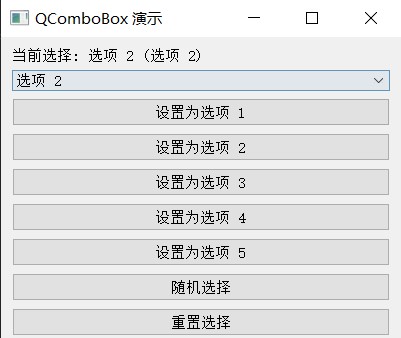 QComboBox 演示
当前选择: 选项 2 (选项 2)
选项 2
设置为选项 1
设置为选项 2
设置为选项 3
设置为选项 4
设置为选项 5
随机选择
重置选择